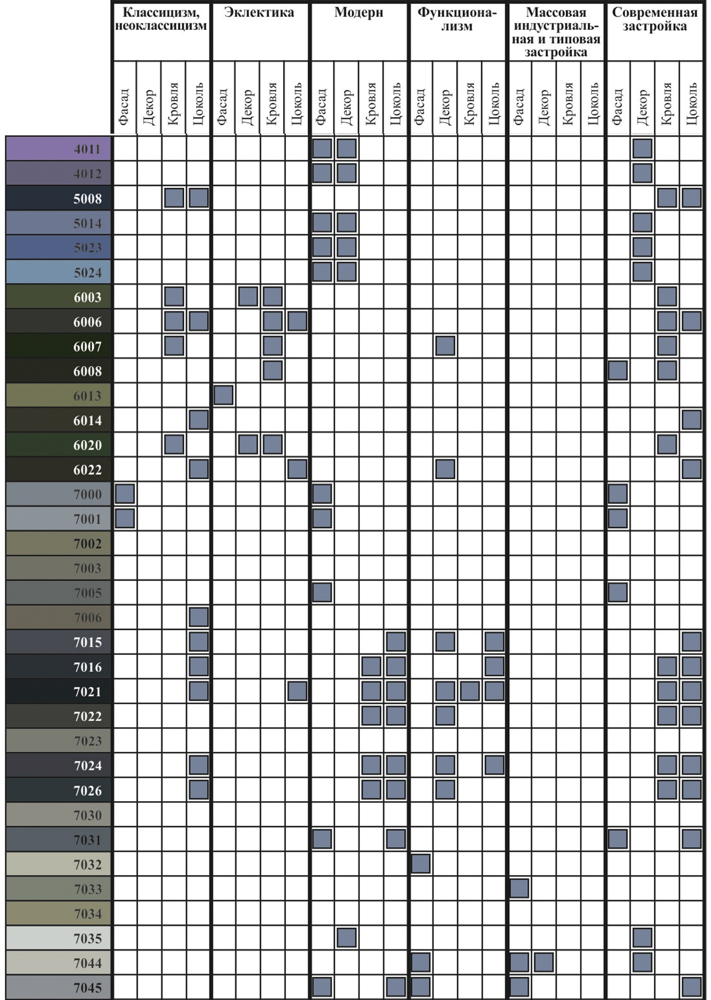 Классицизм,
неоклассицизм
Эклектика
Модерн
Функциона-
лизм
Массовая
индустриаль-
ная и типовая
застройка
Современная
застройка
Фасад
Декор
Кровля
Цоколь
Фасад
Декор
Кровля
Цоколь
Фасад
Декор
Кровля
Цоколь
Фасад
Декор
Кровля
Цоколь
Фасад
Декор
Кровля
Цоколь
Фасад
Декор
Кровля
Цоколь
4011
4012
5008
5014
5023
5024
6003
6006
6007
6008
6013
6014
6020
6022
7000
7001
7002
7003
7005
7006
7015
7016
7021
7022
7023
7024
7026
7030
7031
7032
7033
7034
7035
7044
7045